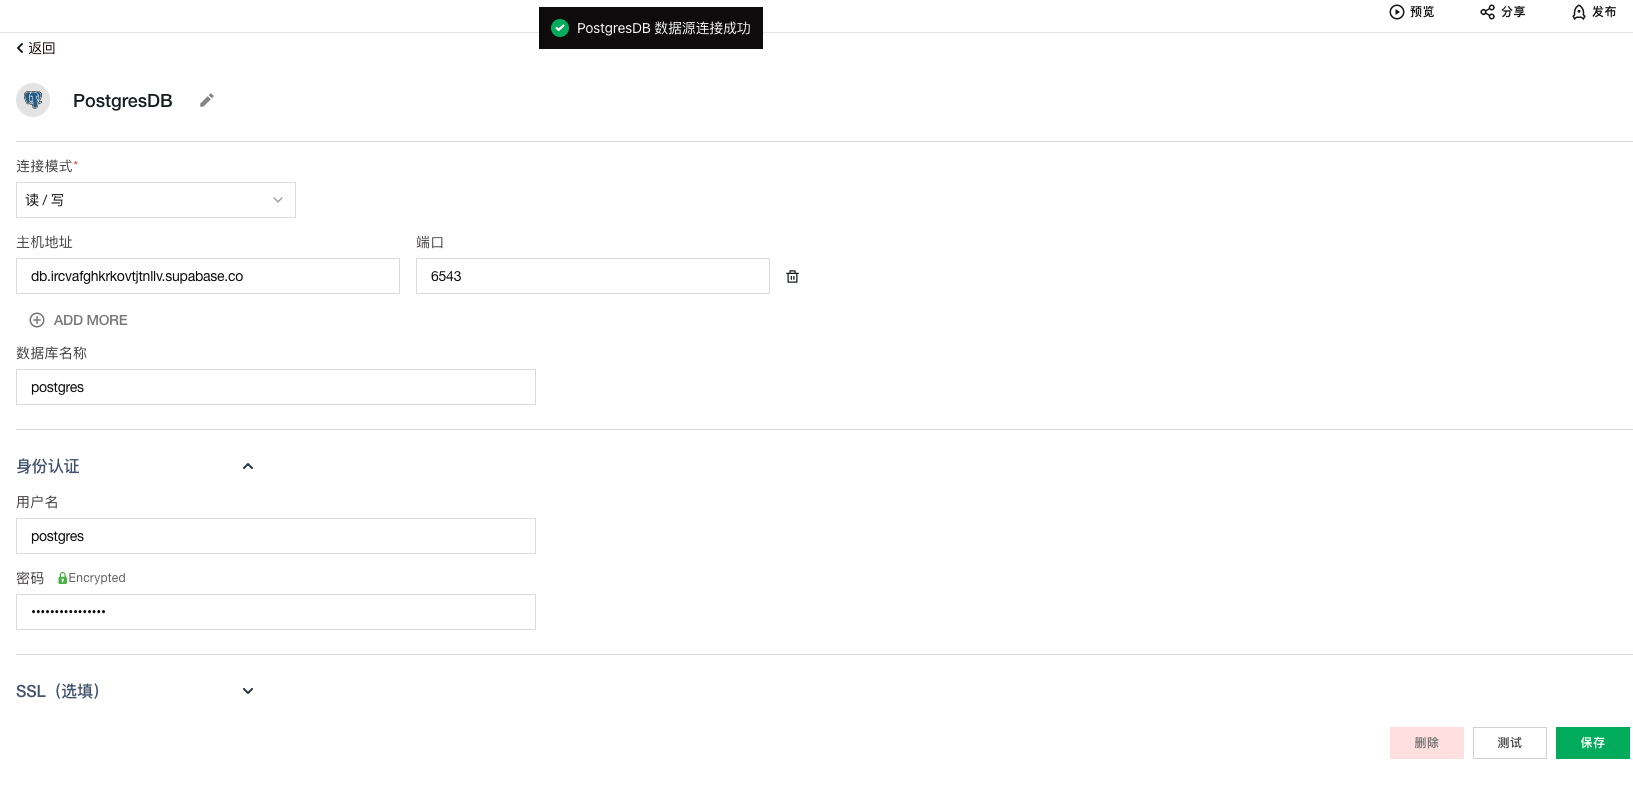 预览 分享 发布
PostgresDB 数据源连接成功
返回
PostgresDB
连接模式*
读 / 写
主机地址 端口
db.ircvafghkrkovtjtnllv.supabase.co 6543
ADD MORE
数据库名称
postgres
身份认证
用户名
postgres
密码 Encrypted
SSL（选填）
删除 测试 保存